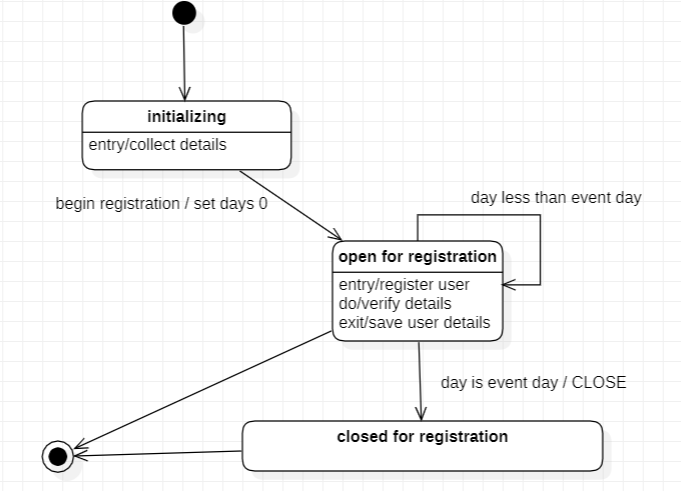 initializing
entry/collect details
begin registration / set days 0
day less than event day
open for registration
entry/register user
do/verify details
exit/save user details
day is event day / CLOSE
closed for registration